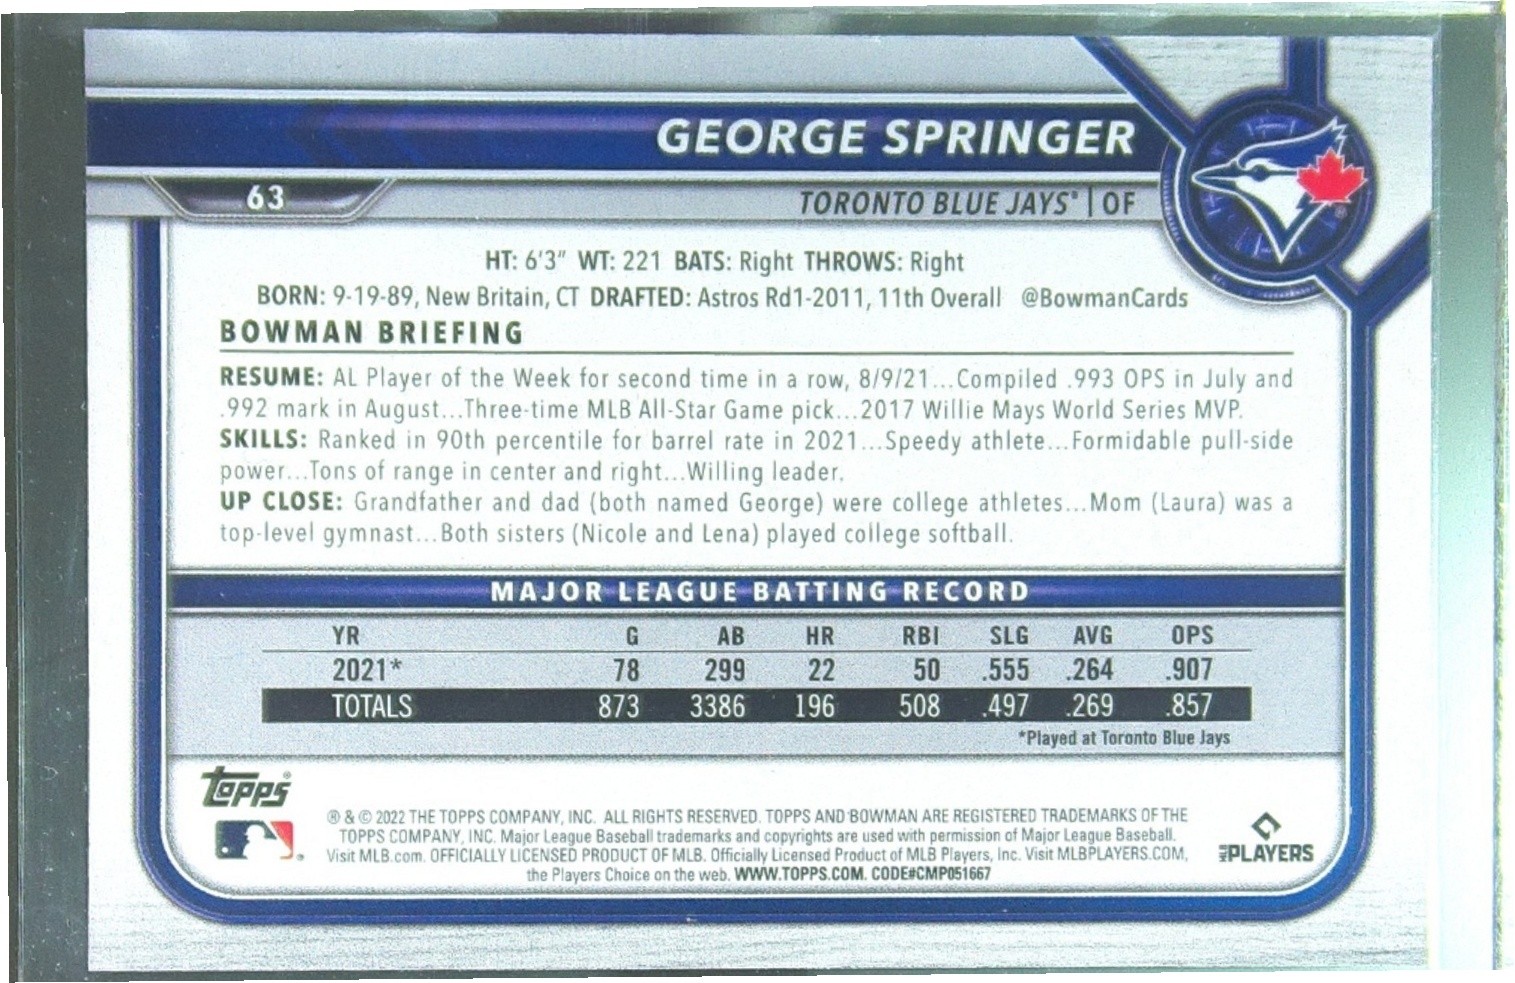 GEORGE SPRINGER
63
TORONTO BLUE JAYS® | OF
HT: 6'3" WT: 221 BATS: Right THROWS: Right
BORN: 9-19-89, New Britain, CT DRAFTED: Astros Rd1-2011, 11th Overall @BowmanCards
BOWMAN BRIEFING
RESUME: AL Player of the Week for second time in a row, 8/9/21...Compiled .993 OPS in July and
.992 mark in August...Three-time MLB All-Star Game pick...2017 Willie Mays World Series MVP.
SKILLS: Ranked in 90th percentile for barrel rate in 2021...Speedy athlete...Formidable pull-side
power...Tons of range in center and right...Willing leader.
UP CLOSE: Grandfather and dad (both named George) were college athletes...Mom (Laura) was a
top-level gymnast...Both sisters (Nicole and Lena) played college softball.
MAJOR LEAGUE BATTING RECORD
YR G AB HR RBI SLG AVG OPS
2021* 78 299 22 50 .555 .264 .907
TOTALS 873 3386 196 508 .497 .269 .857
*Played at Toronto Blue Jays
Topps®
® & © 2022 THE TOPPS COMPANY, INC. ALL RIGHTS RESERVED. TOPPS AND BOWMAN ARE REGISTERED TRADEMARKS OF THE
TOPPS COMPANY, INC. Major League Baseball trademarks and copyrights are used with permission of Major League Baseball.
Visit MLB.com. OFFICIALLY LICENSED PRODUCT OF MLB. Officially Licensed Product of MLB Players, Inc. Visit MLBPLAYERS.COM,
the Players Choice on the web. WWW.TOPPS.COM. CODE#CMP051667
MLB PLAYERS